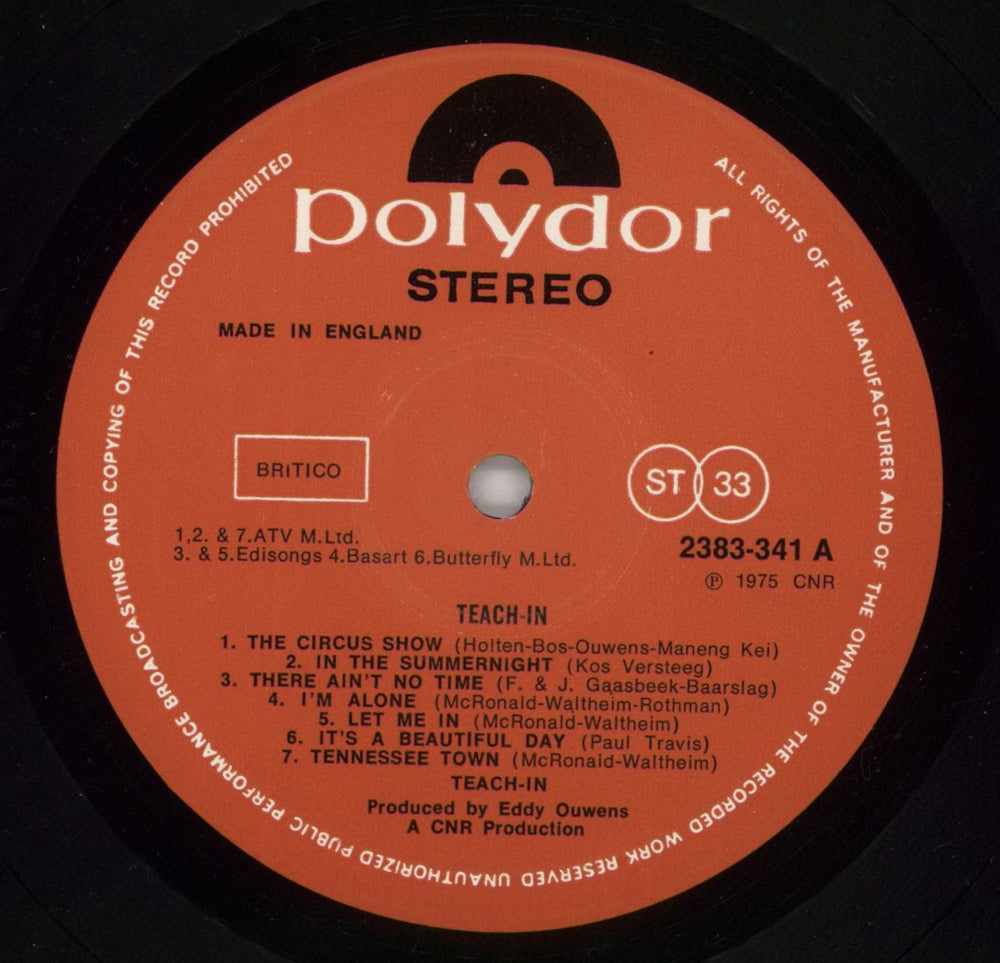 polydor
STEREO
MADE IN ENGLAND
BRITICO
ST 33
1,2. & 7.ATV M.Ltd.
3. & 5.Edisongs 4.Basart 6.Butterfly M.Ltd.
2383-341 A
℗ 1975 CNR
TEACH-IN
1. THE CIRCUS SHOW (Holten-Bos-Ouwens-Maneng Kei)
2. IN THE SUMMERNIGHT (Kos Versteeg)
3. THERE AIN'T NO TIME (F. & J. Gaasbeek-Baarslag)
4. I'M ALONE (McRonald-Waltheim-Rothman)
5. LET ME IN (McRonald-Waltheim)
6. IT'S A BEAUTIFUL DAY (Paul Travis)
7. TENNESSEE TOWN (McRonald-Waltheim)
TEACH-IN
Produced by Eddy Ouwens
A CNR Production
ALL RIGHTS OF THE MANUFACTURER AND OF THE OWNER OF THE RECORDED WORK RESERVED UNAUTHORIZED PUBLIC PERFORMANCE BROADCASTING AND COPYING OF THIS RECORD PROHIBITED